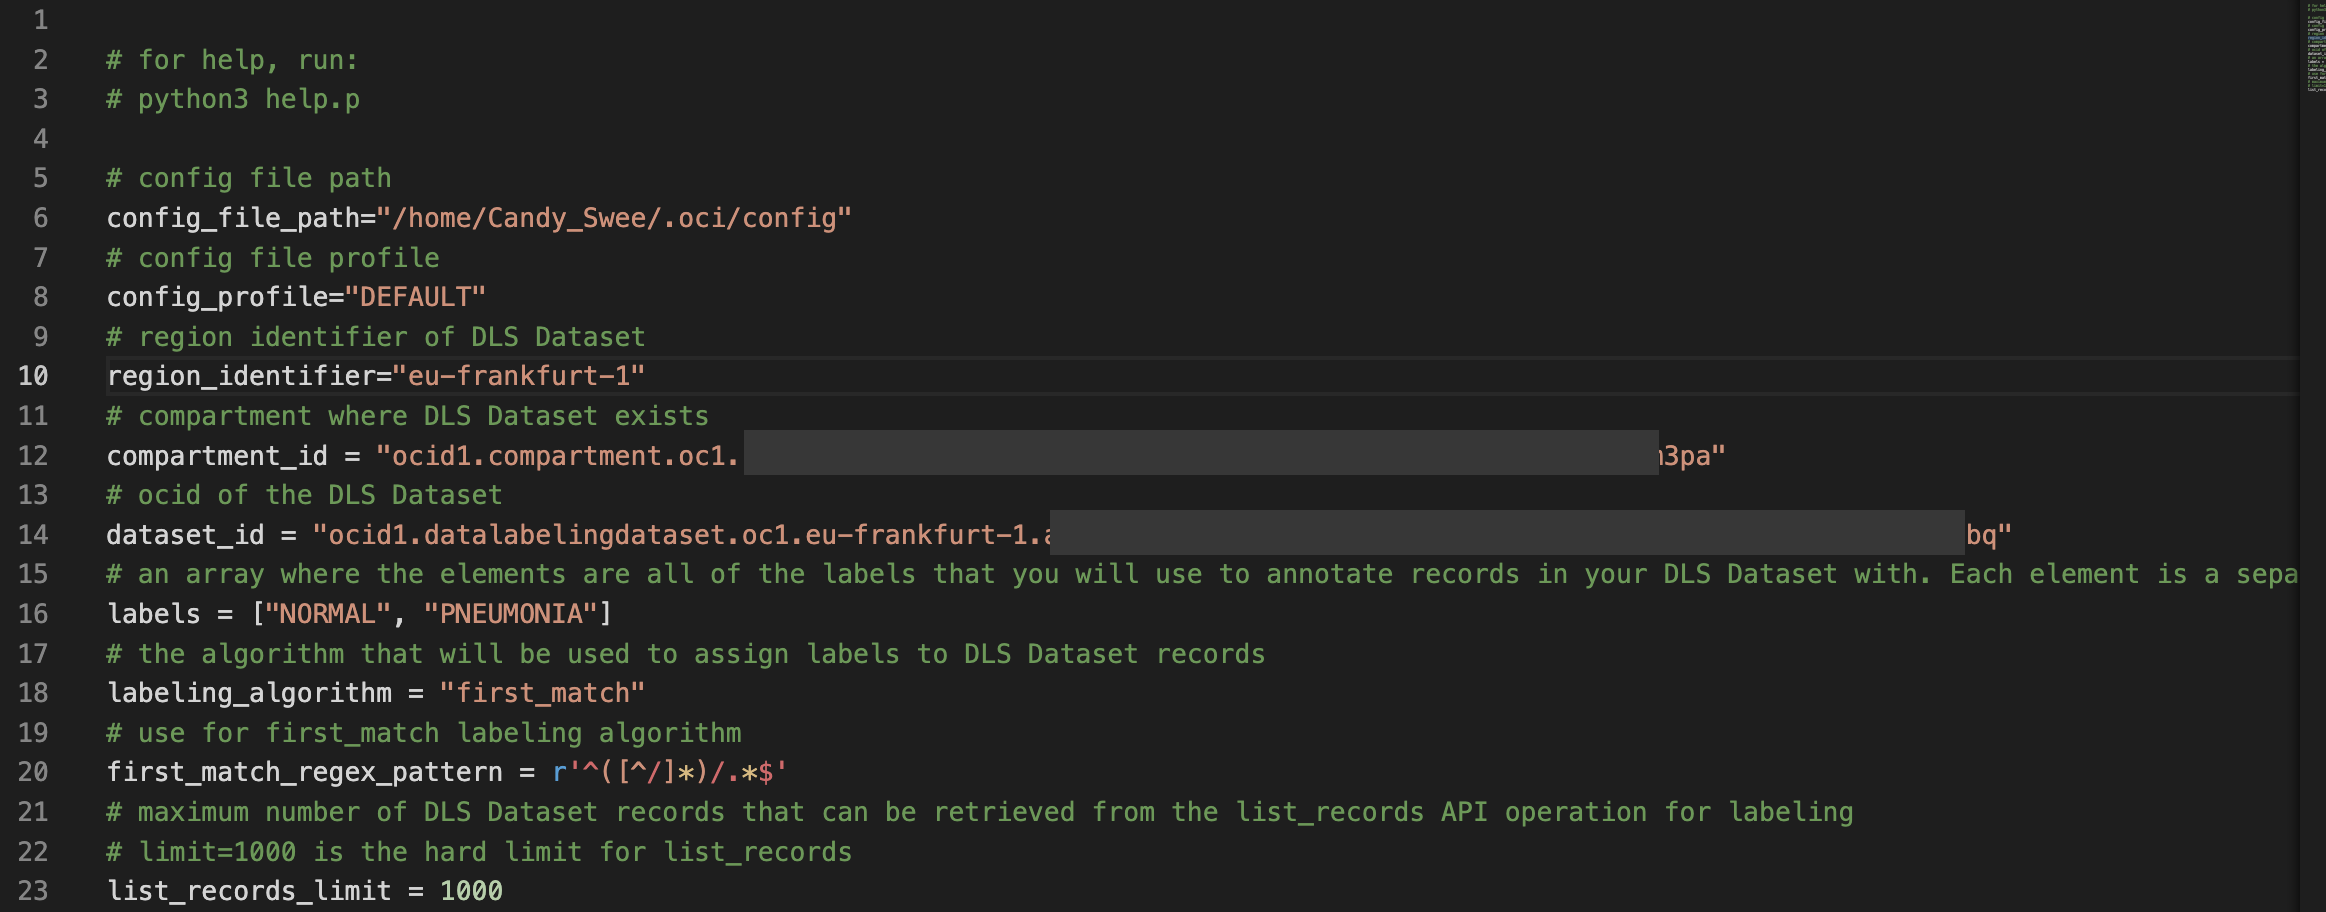 1
2 # for help, run:
3 # python3 help.p
4
5 # config file path
6 config_file_path="/home/Candy_Swee/.oci/config"
7 # config file profile
8 config_profile="DEFAULT"
9 # region identifier of DLS Dataset
10 region_identifier="eu-frankfurt-1"
11 # compartment where DLS Dataset exists
12 compartment_id = "ocid1.compartment.oc1. 3pa"
13 # ocid of the DLS Dataset
14 dataset_id = "ocid1.datalabelingdataset.oc1.eu-frankfurt-1. bq"
15 # an array where the elements are all of the labels that you will use to annotate records in your DLS Dataset with. Each element is a sepa
16 labels = ["NORMAL", "PNEUMONIA"]
17 # the algorithm that will be used to assign labels to DLS Dataset records
18 labeling_algorithm = "first_match"
19 # use for first_match labeling algorithm
20 first_match_regex_pattern = r'^([^/]*)/.*$'
21 # maximum number of DLS Dataset records that can be retrieved from the list_records API operation for labeling
22 # limit=1000 is the hard limit for list_records
23 list_records_limit = 1000